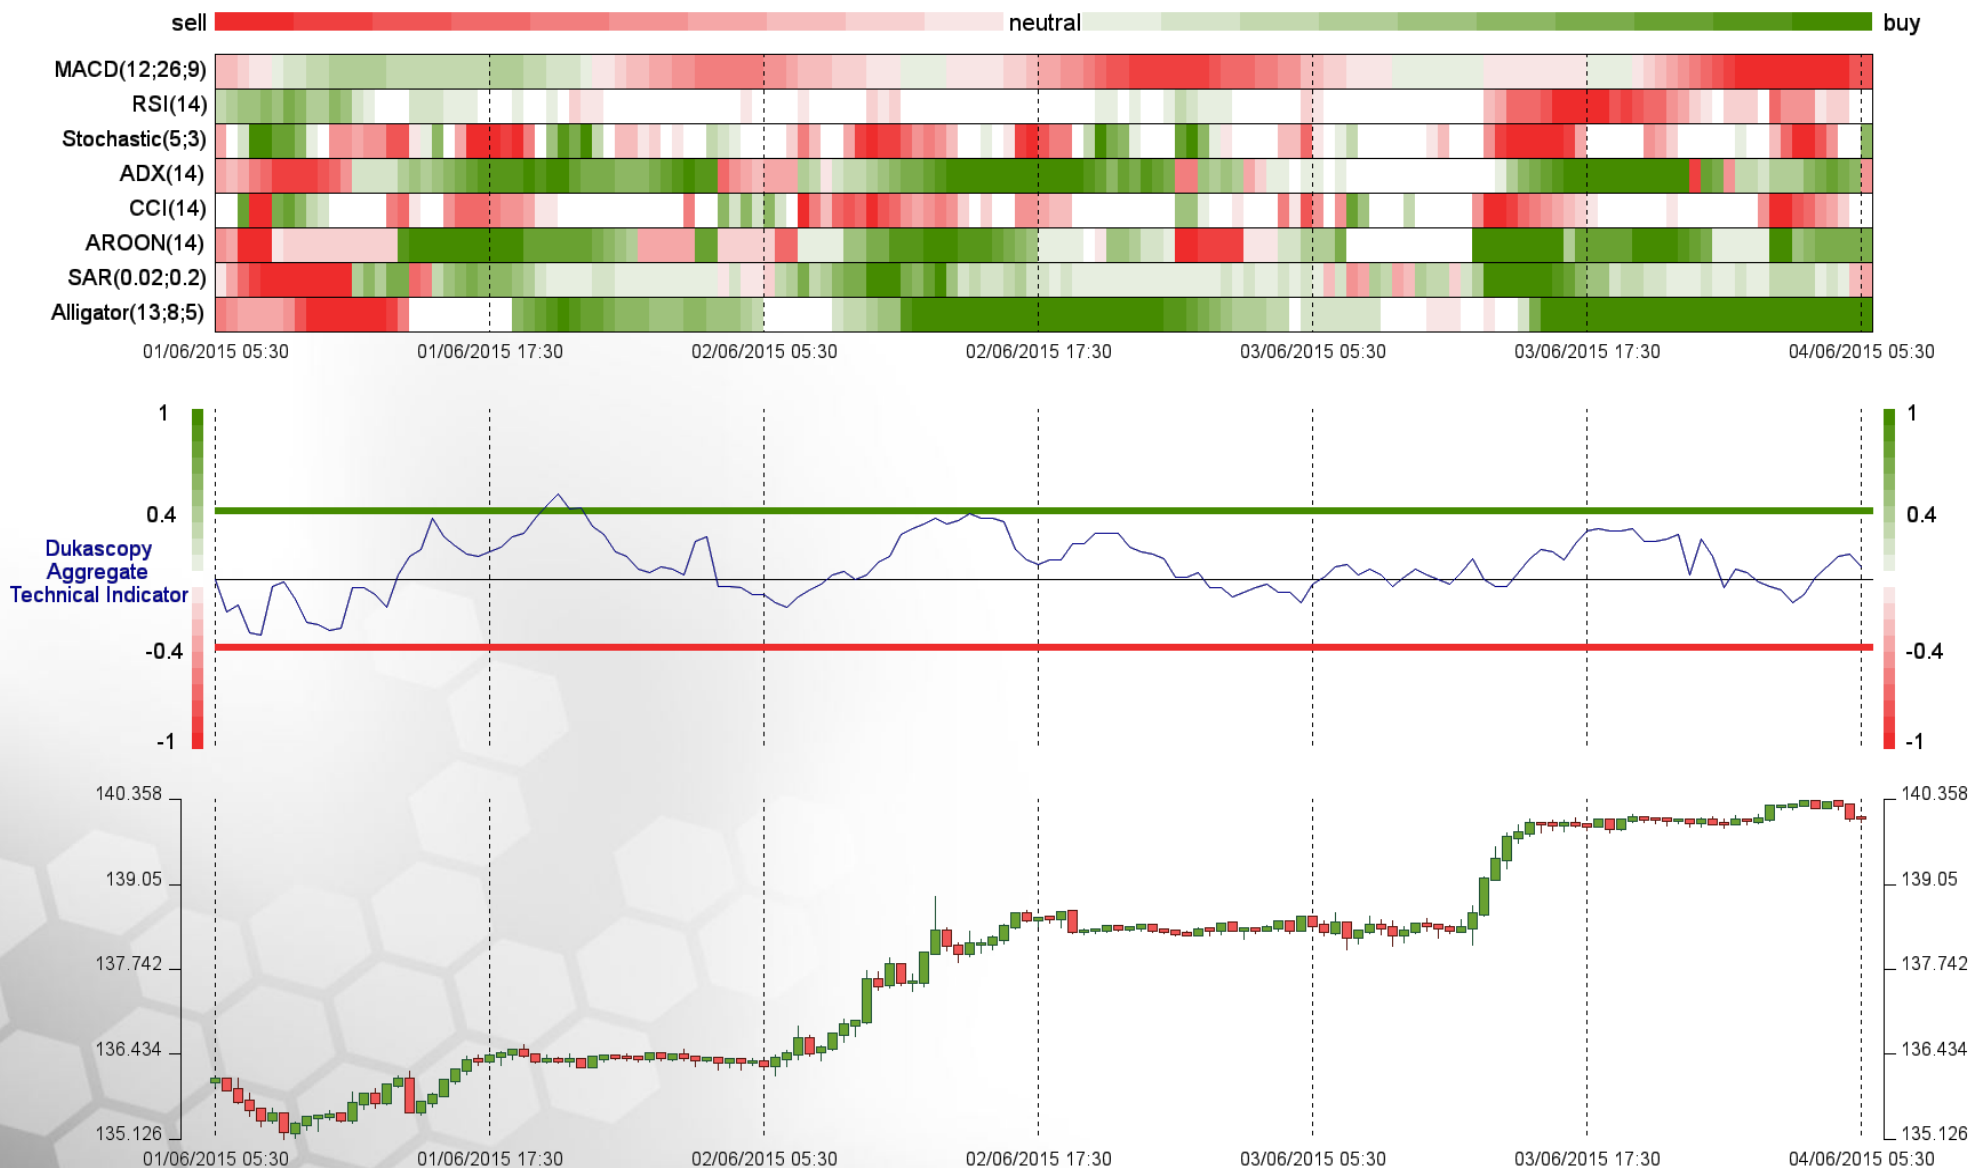 sell neutral buy
MACD(12;26;9)
RSI(14)
Stochastic(5;3)
ADX(14)
CCI(14)
AROON(14)
SAR(0.02;0.2)
Alligator(13;8;5)
01/06/2015 05:30 01/06/2015 17:30 02/06/2015 05:30 02/06/2015 17:30 03/06/2015 05:30 03/06/2015 17:30 04/06/2015 05:30
1 1
0.4 0.4
Dukascopy
Aggregate
Technical Indicator
-0.4 -0.4
-1 -1
140.358 140.358
139.05 139.05
137.742 137.742
136.434 136.434
135.126 135.126
01/06/2015 05:30 01/06/2015 17:30 02/06/2015 05:30 02/06/2015 17:30 03/06/2015 05:30 03/06/2015 17:30 04/06/2015 05:30